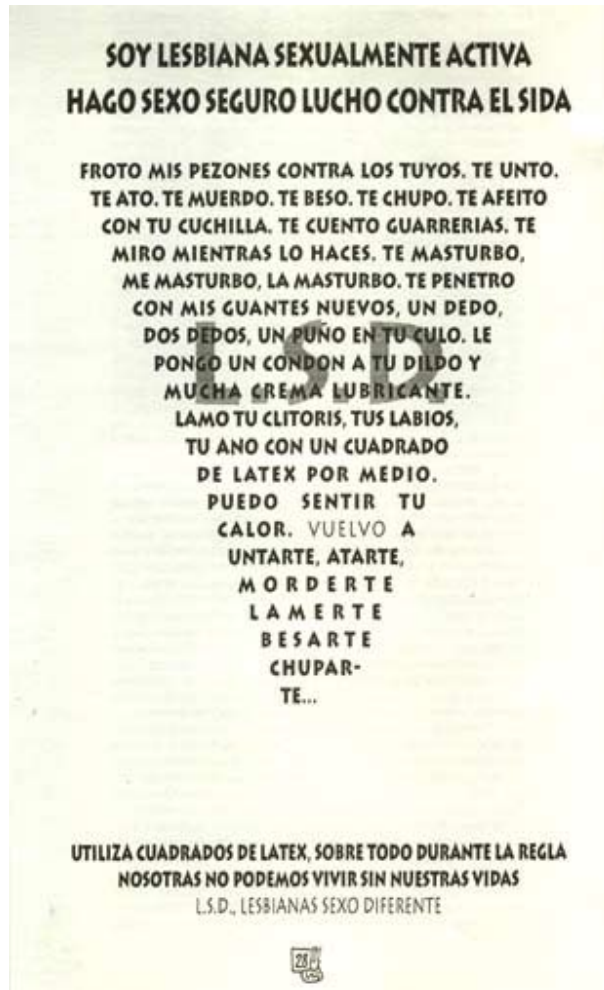 SOY LESBIANA SEXUALMENTE ACTIVA
HAGO SEXO SEGURO LUCHO CONTRA EL SIDA
FROTO MIS PEZONES CONTRA LOS TUYOS. TE UNTO.
TE ATO. TE MUERDO. TE BESO. TE CHUPO. TE AFEITO
CON TU CUCHILLA. TE CUENTO GUARRERIAS. TE
MIRO MIENTRAS LO HACES. TE MASTURBO,
ME MASTURBO, LA MASTURBO. TE PENETRO
CON MIS GUANTES NUEVOS, UN DEDO,
DOS DEDOS, UN PUÑO EN TU CULO. LE
PONGO UN CONDON A TU DILDO Y
L.S.D.
MUCHA CREMA LUBRICANTE.
LAMO TU CLITORIS, TUS LABIOS,
TU ANO CON UN CUADRADO
DE LATEX POR MEDIO.
PUEDO SENTIR TU
CALOR. VUELVO A
UNTARTE, ATARTE,
MORDERTE
LAMERTE
BESARTE
CHUPAR-
TE...
UTILIZA CUADRADOS DE LATEX, SOBRE TODO DURANTE LA REGLA
NOSOTRAS NO PODEMOS VIVIR SIN NUESTRAS VIDAS
L.S.D., LESBIANAS SEXO DIFERENTE
28